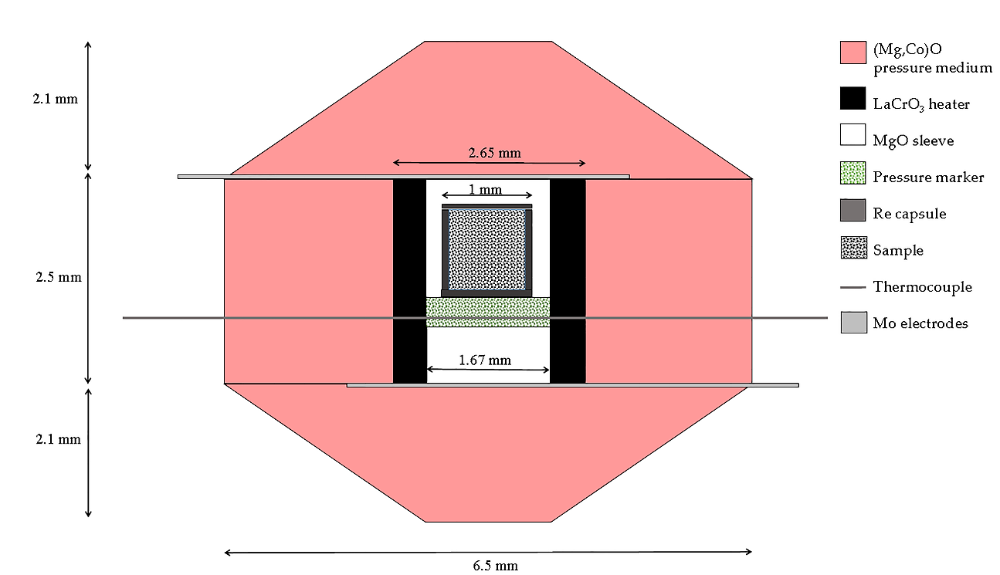 2.1 mm
2.65 mm
1 mm
2.5 mm
1.67 mm
2.1 mm
6.5 mm
(Mg,Co)O
pressure medium
LaCrO₃ heater
MgO sleeve
Pressure marker
Re capsule
Sample
Thermocouple
Mo electrodes